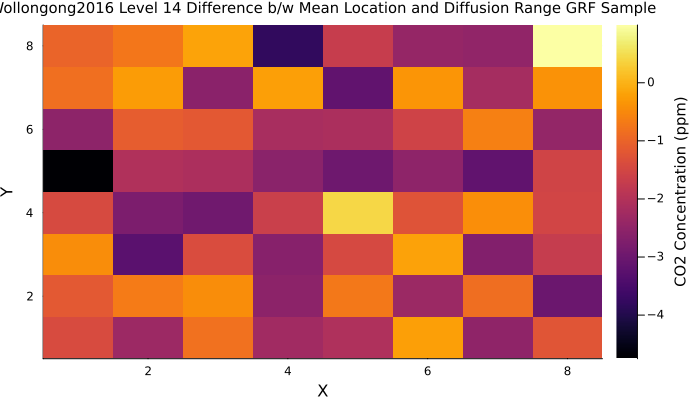 Wollongong2016 Level 14 Difference b/w Mean Location and Diffusion Range GRF Sample
8
6
4
2
Y
2 4 6 8
X
0
−1
−2
−3
−4
CO2 Concentration (ppm)